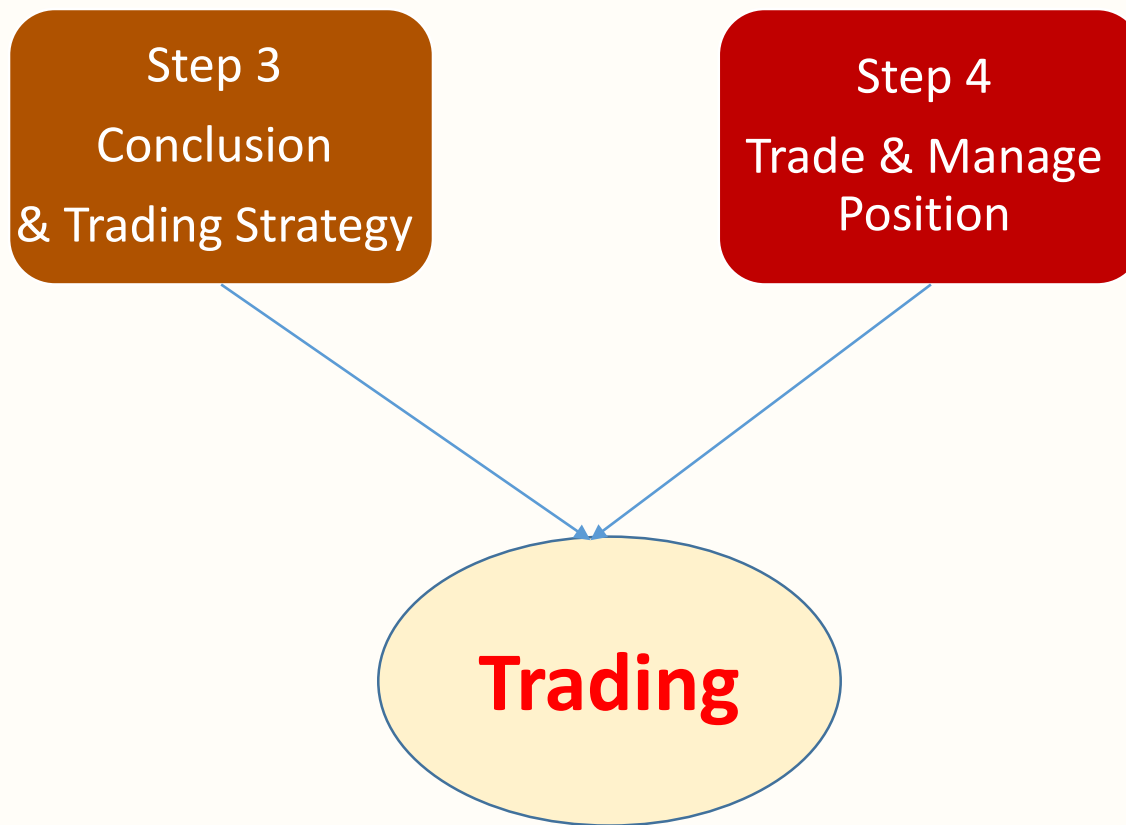 Step 3
Conclusion
& Trading Strategy
Step 4
Trade & Manage
Position
Trading